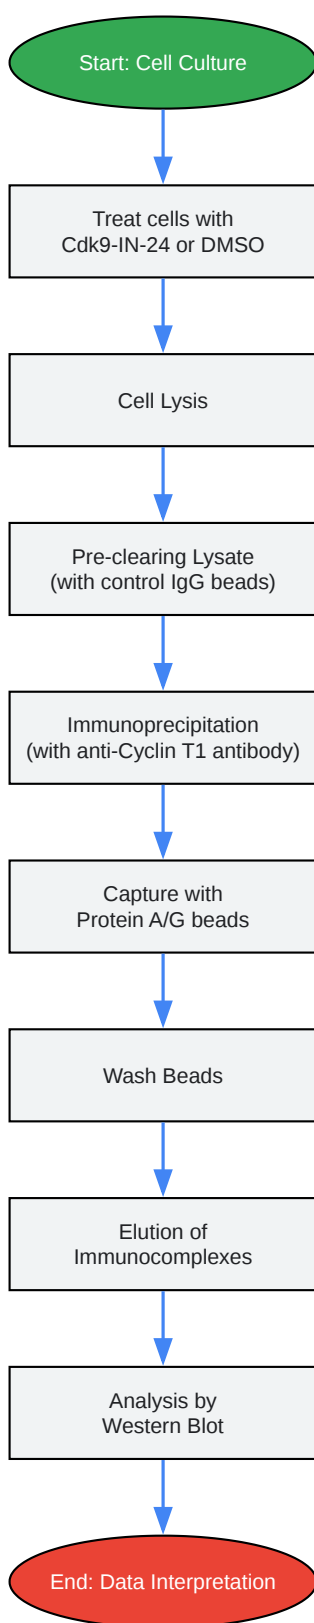 Start: Cell Culture
Treat cells with
Cdk9-IN-24 or DMSO
Cell Lysis
Pre-clearing Lysate
(with control IgG beads)
Immunoprecipitation
(with anti-Cyclin T1 antibody)
Capture with
Protein A/G beads
Wash Beads
Elution of
Immunocomplexes
Analysis by
Western Blot
End: Data Interpretation